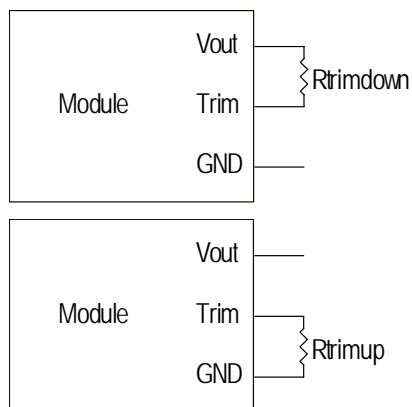 Vout
Rtrimdown
Module
Trim
GND
Vout
Module
Trim
Rtrimup
GND